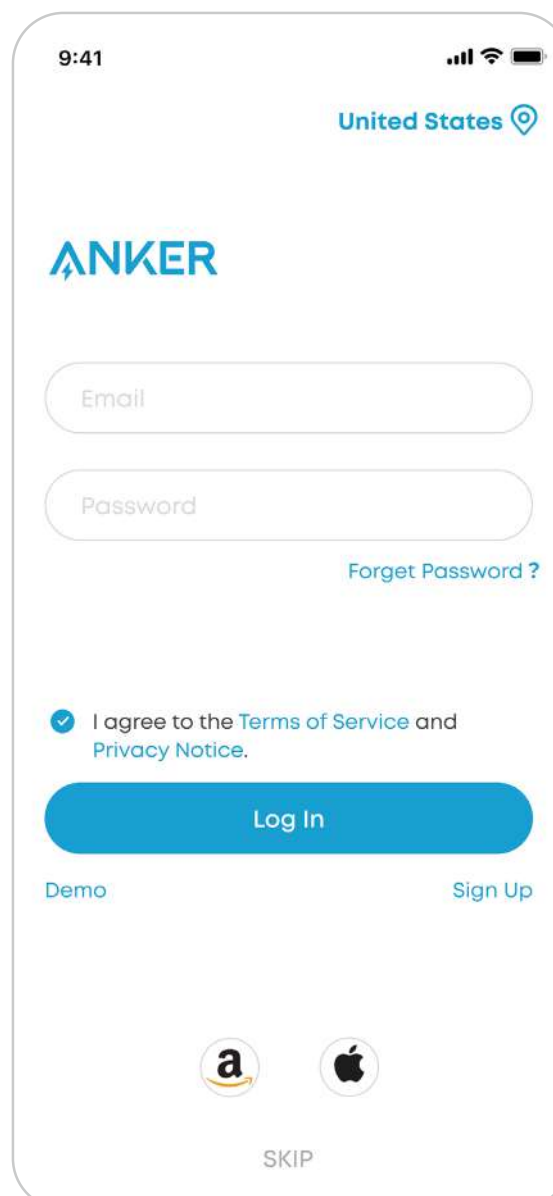 9:41
United States
ANKER
Email
Password
Forget Password ?
I agree to the Terms of Service and
Privacy Notice.
Log In
Demo
Sign Up
a
SKIP